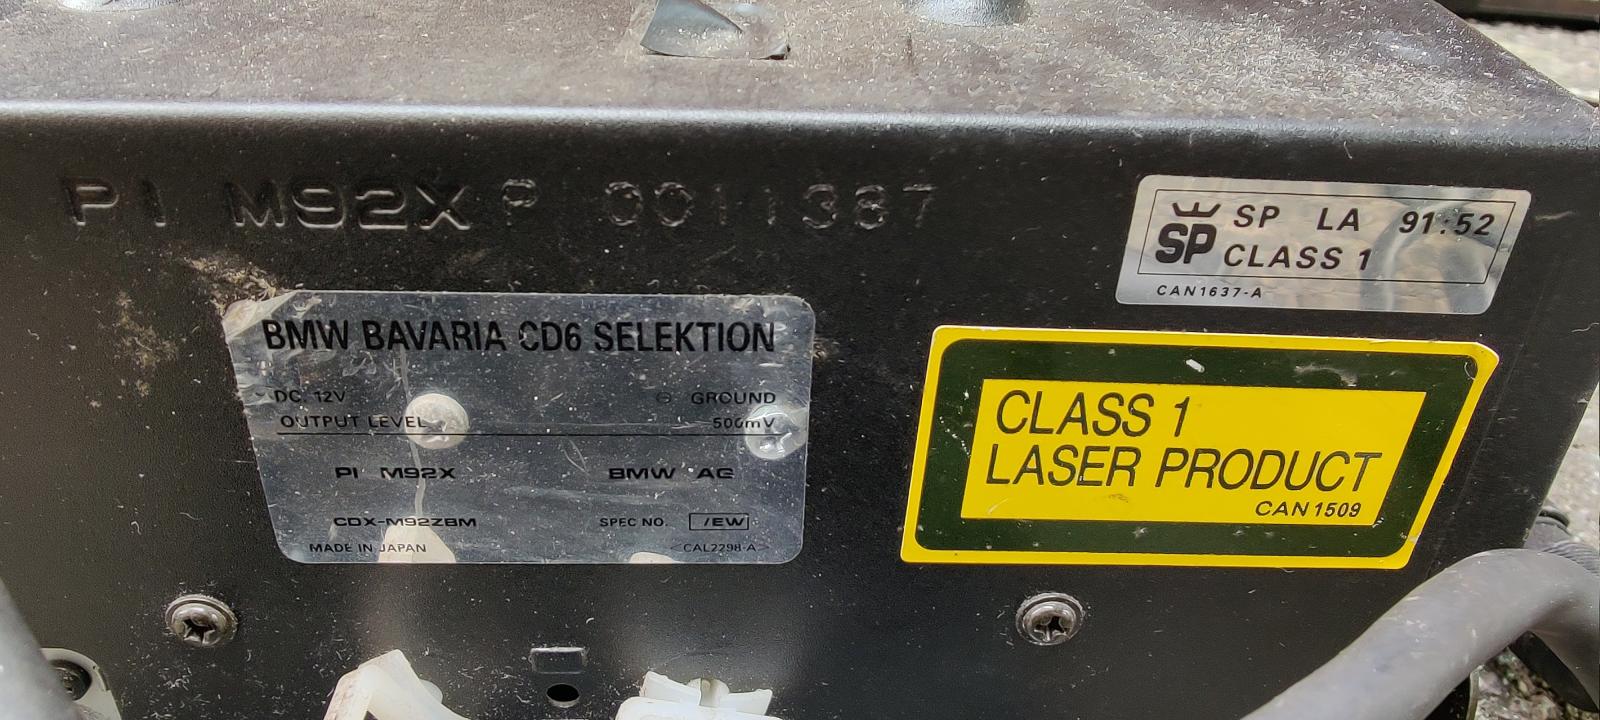 PI M92X P 0011387
SP SP LA 91:52
CLASS 1
CAN1637-A
BMW BAVARIA CD6 SELEKTION
DC. 12V ⊖ GROUND
OUTPUT LEVEL 500mV
PI M92X BMW AG
CDX-M92ZBM SPEC NO. /EW
MADE IN JAPAN <CAL2298-A>
CLASS 1
LASER PRODUCT
CAN1509